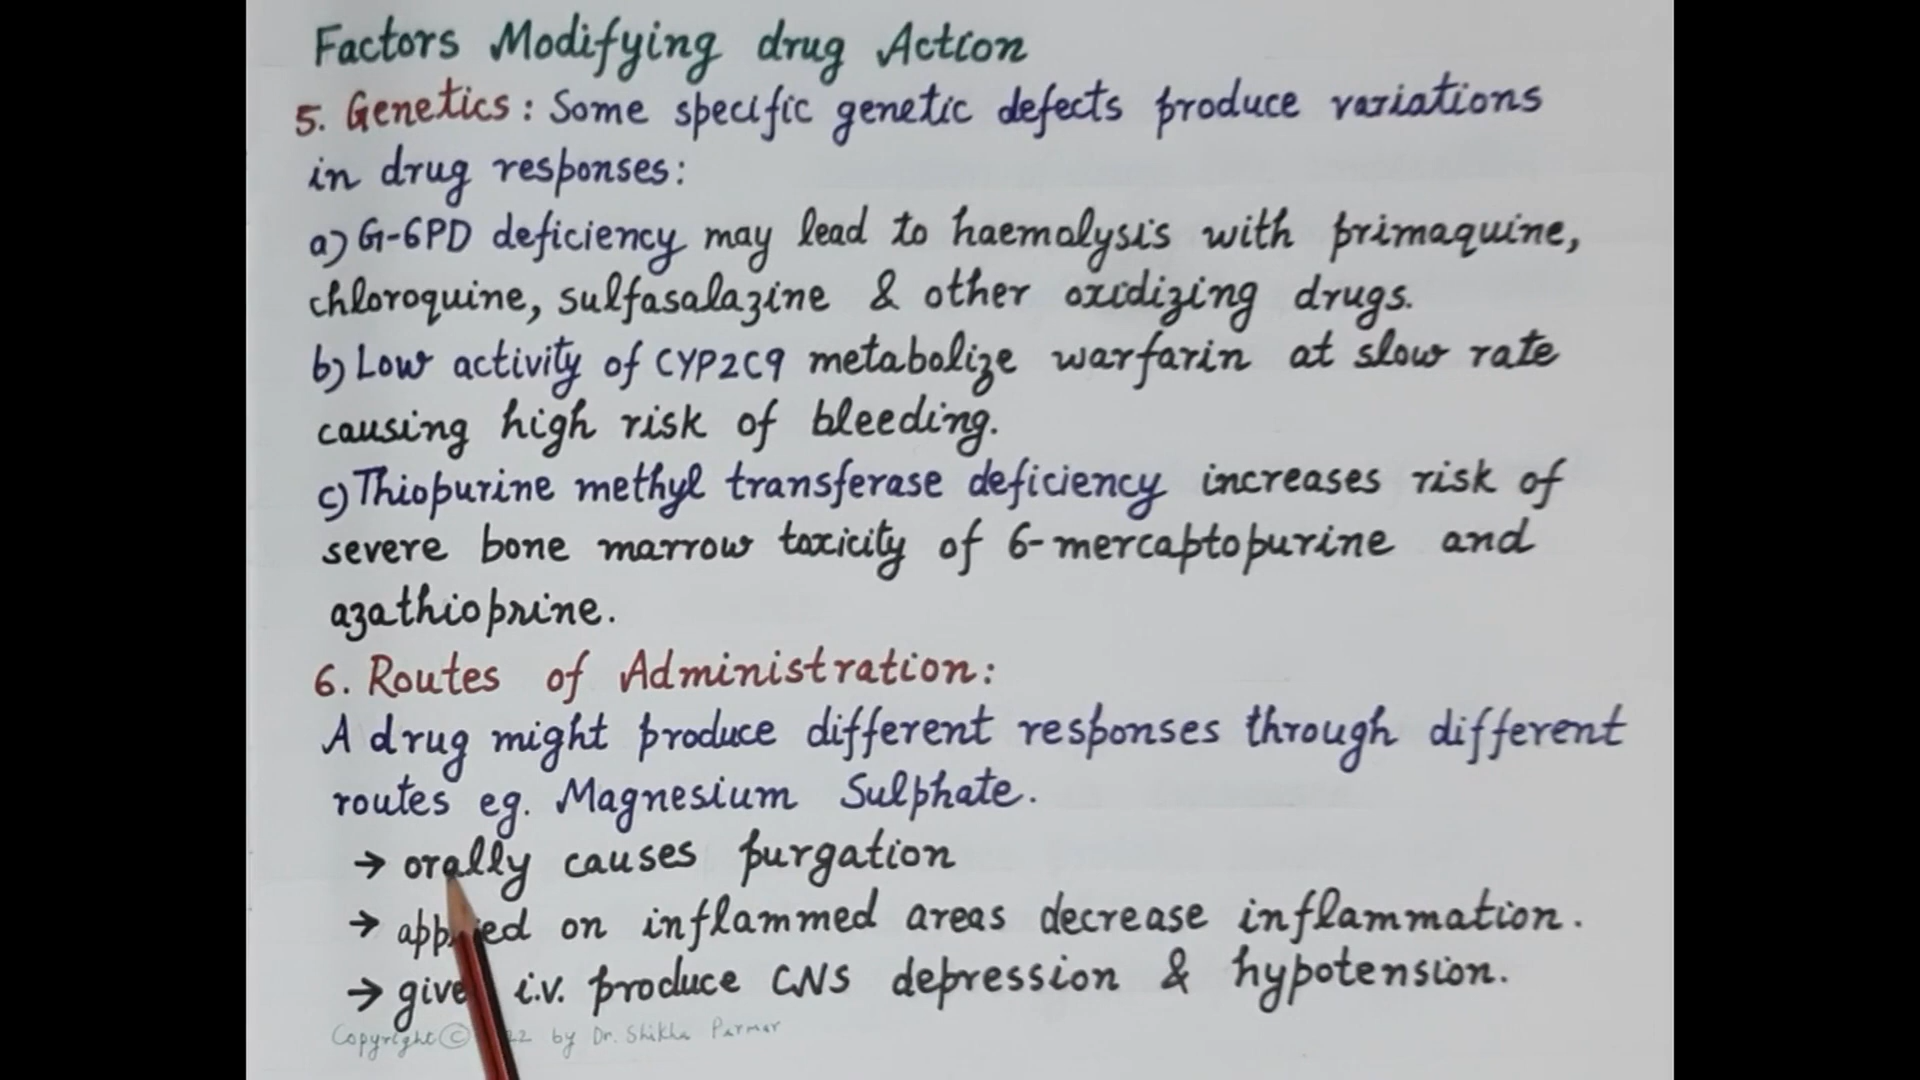 Factors Modifying drug Action
5. Genetics: Some specific genetic defects produce variations
in drug responses:
a) G-6PD deficiency may lead to haemolysis with primaquine,
chloroquine, sulfasalazine & other oxidizing drugs.
b) Low activity of CYP2C9 metabolize warfarin at slow rate
causing high risk of bleeding.
c) Thiopurine methyl transferase deficiency increases risk of
severe bone marrow toxicity of 6-mercaptopurine and
azathioprine.
6. Routes of Administration:
A drug might produce different responses through different
routes eg. Magnesium Sulphate.
→ orally causes purgation
→ on inflammed areas decrease inflammation.
→ i.v. produce CNS depression & hypotension.
Copyright © by Dr. Shikha Parmar